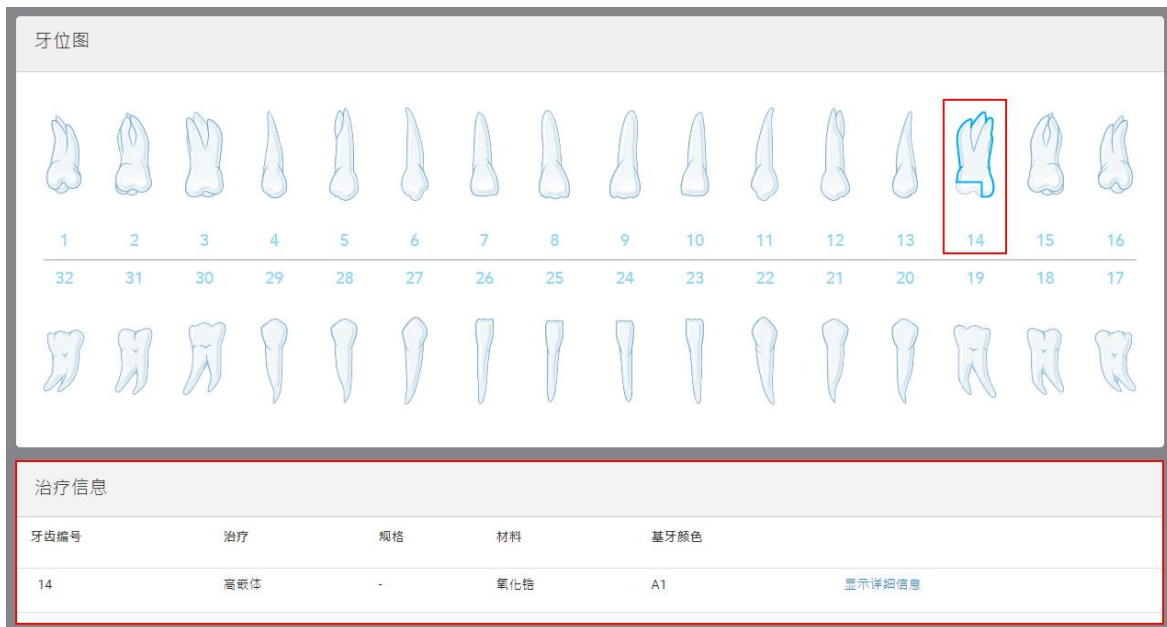 牙位图
1 2 3 4 5 6 7 8 9 10 11 12 13 14 15 16
32 31 30 29 28 27 26 25 24 23 22 21 20 19 18 17
治疗信息
牙齿编号 治疗 规格 材料 基牙颜色
14 高嵌体 - 氧化锆 A1 显示详细信息